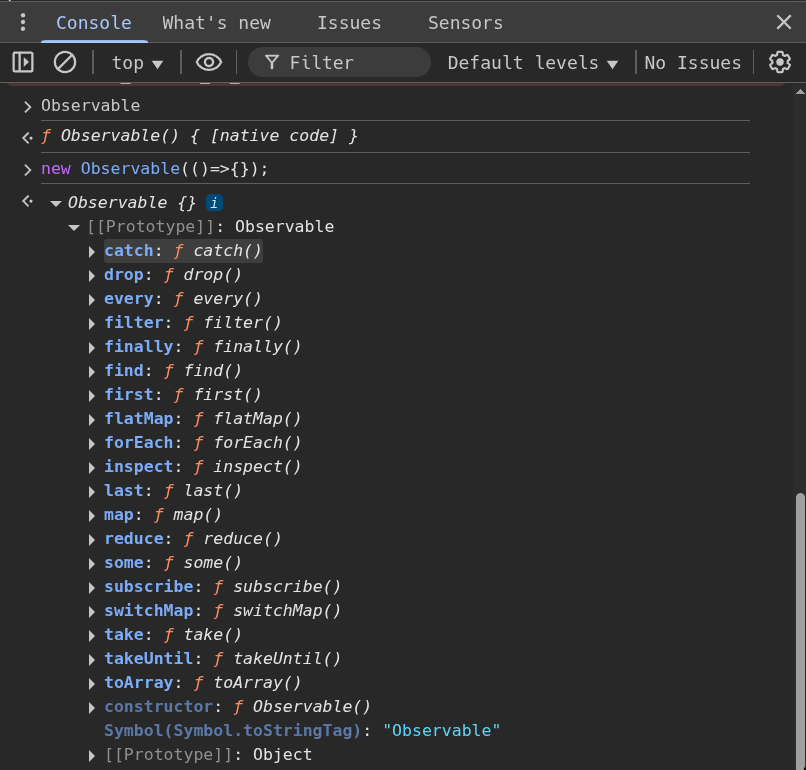 Console What's new Issues Sensors
top Filter Default levels No Issues
Observable
ƒ Observable() { [native code] }
new Observable(()=>{});
Observable {} i
[[Prototype]]: Observable
catch: ƒ catch()
drop: ƒ drop()
every: ƒ every()
filter: ƒ filter()
finally: ƒ finally()
find: ƒ find()
first: ƒ first()
flatMap: ƒ flatMap()
forEach: ƒ forEach()
inspect: ƒ inspect()
last: ƒ last()
map: ƒ map()
reduce: ƒ reduce()
some: ƒ some()
subscribe: ƒ subscribe()
switchMap: ƒ switchMap()
take: ƒ take()
takeUntil: ƒ takeUntil()
toArray: ƒ toArray()
constructor: ƒ Observable()
Symbol(Symbol.toStringTag): "Observable"
[[Prototype]]: Object